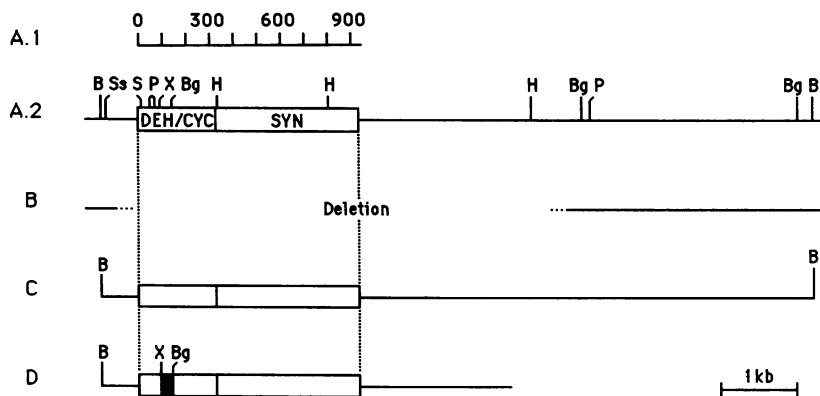 0 300 600 900
A.1
B Ss S P X Bg H H H Bg P Bg B
A.2
DEH/CYC SYN
B
Deletion
B B
C
B X Bg
D
1kb